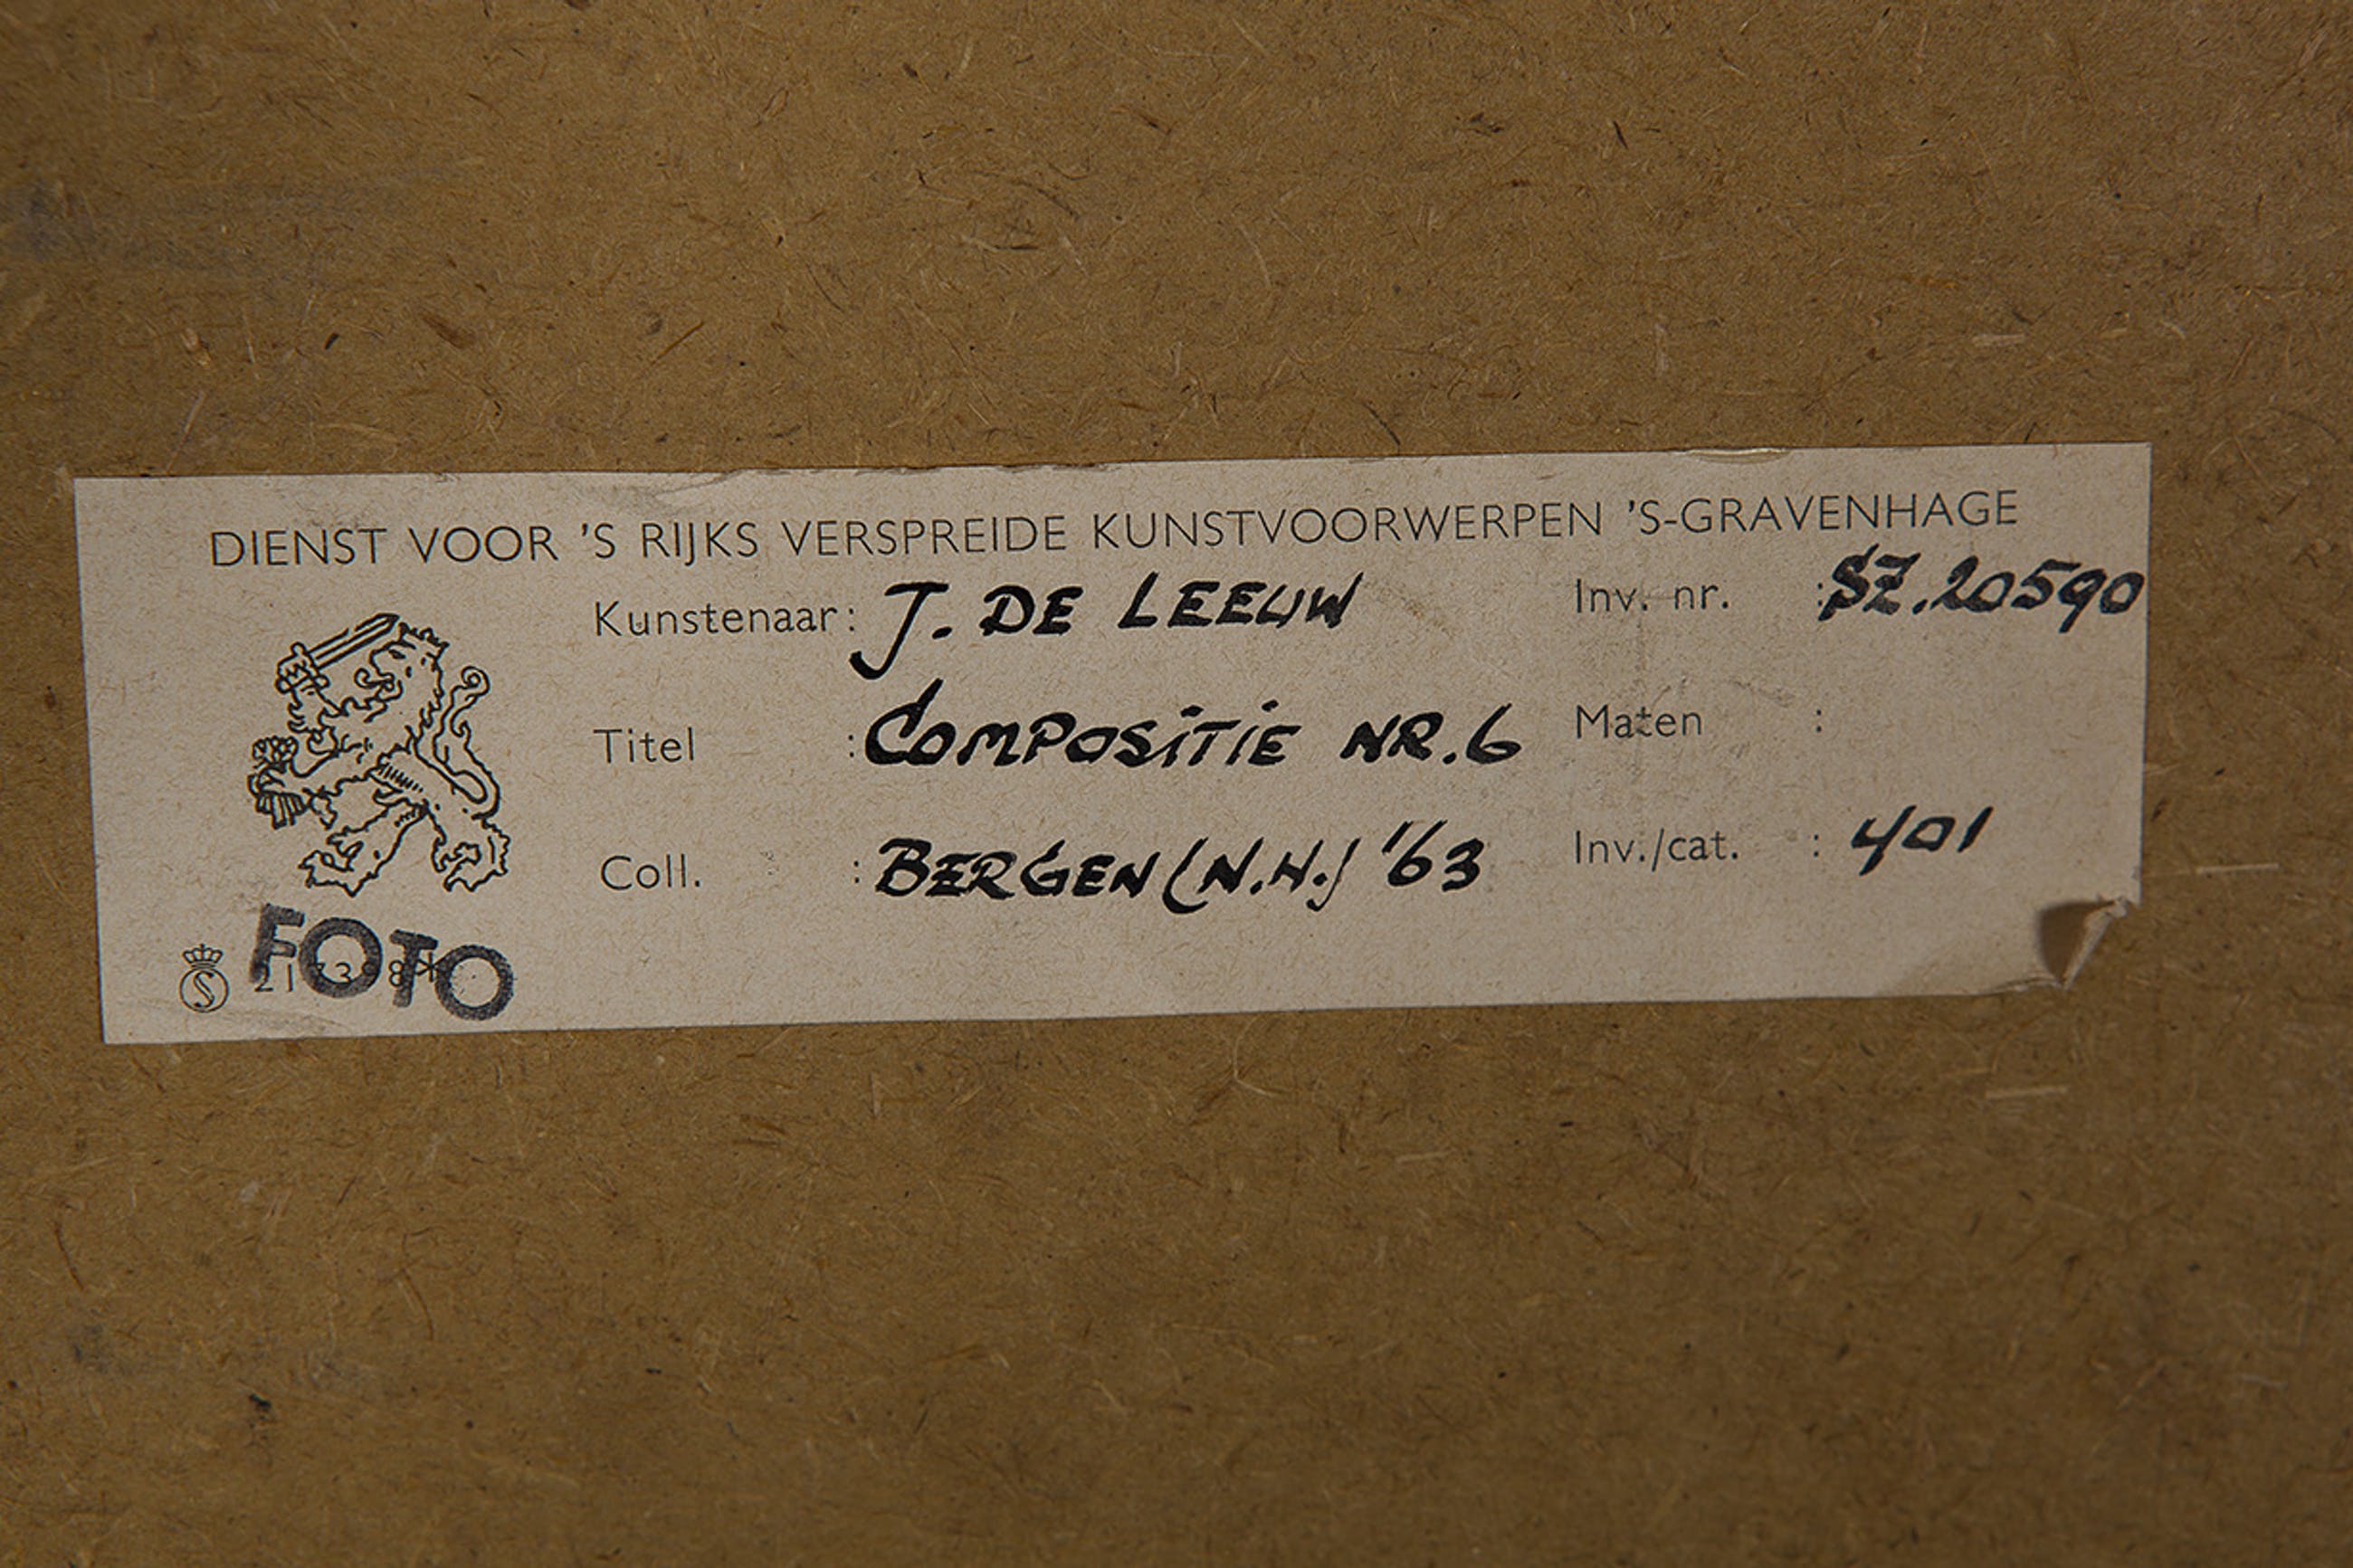 DIENST VOOR 'S RIJKS VERSPREIDE KUNSTVOORWERPEN 'S-GRAVENHAGE
Kunstenaar: J. DE LEEUW Inv. nr. : SZ.20590
Titel : COMPOSITIE NR.6 Maten :
Coll. : BERGEN (N.H.) '63 Inv./cat. : 401
FOTO
S